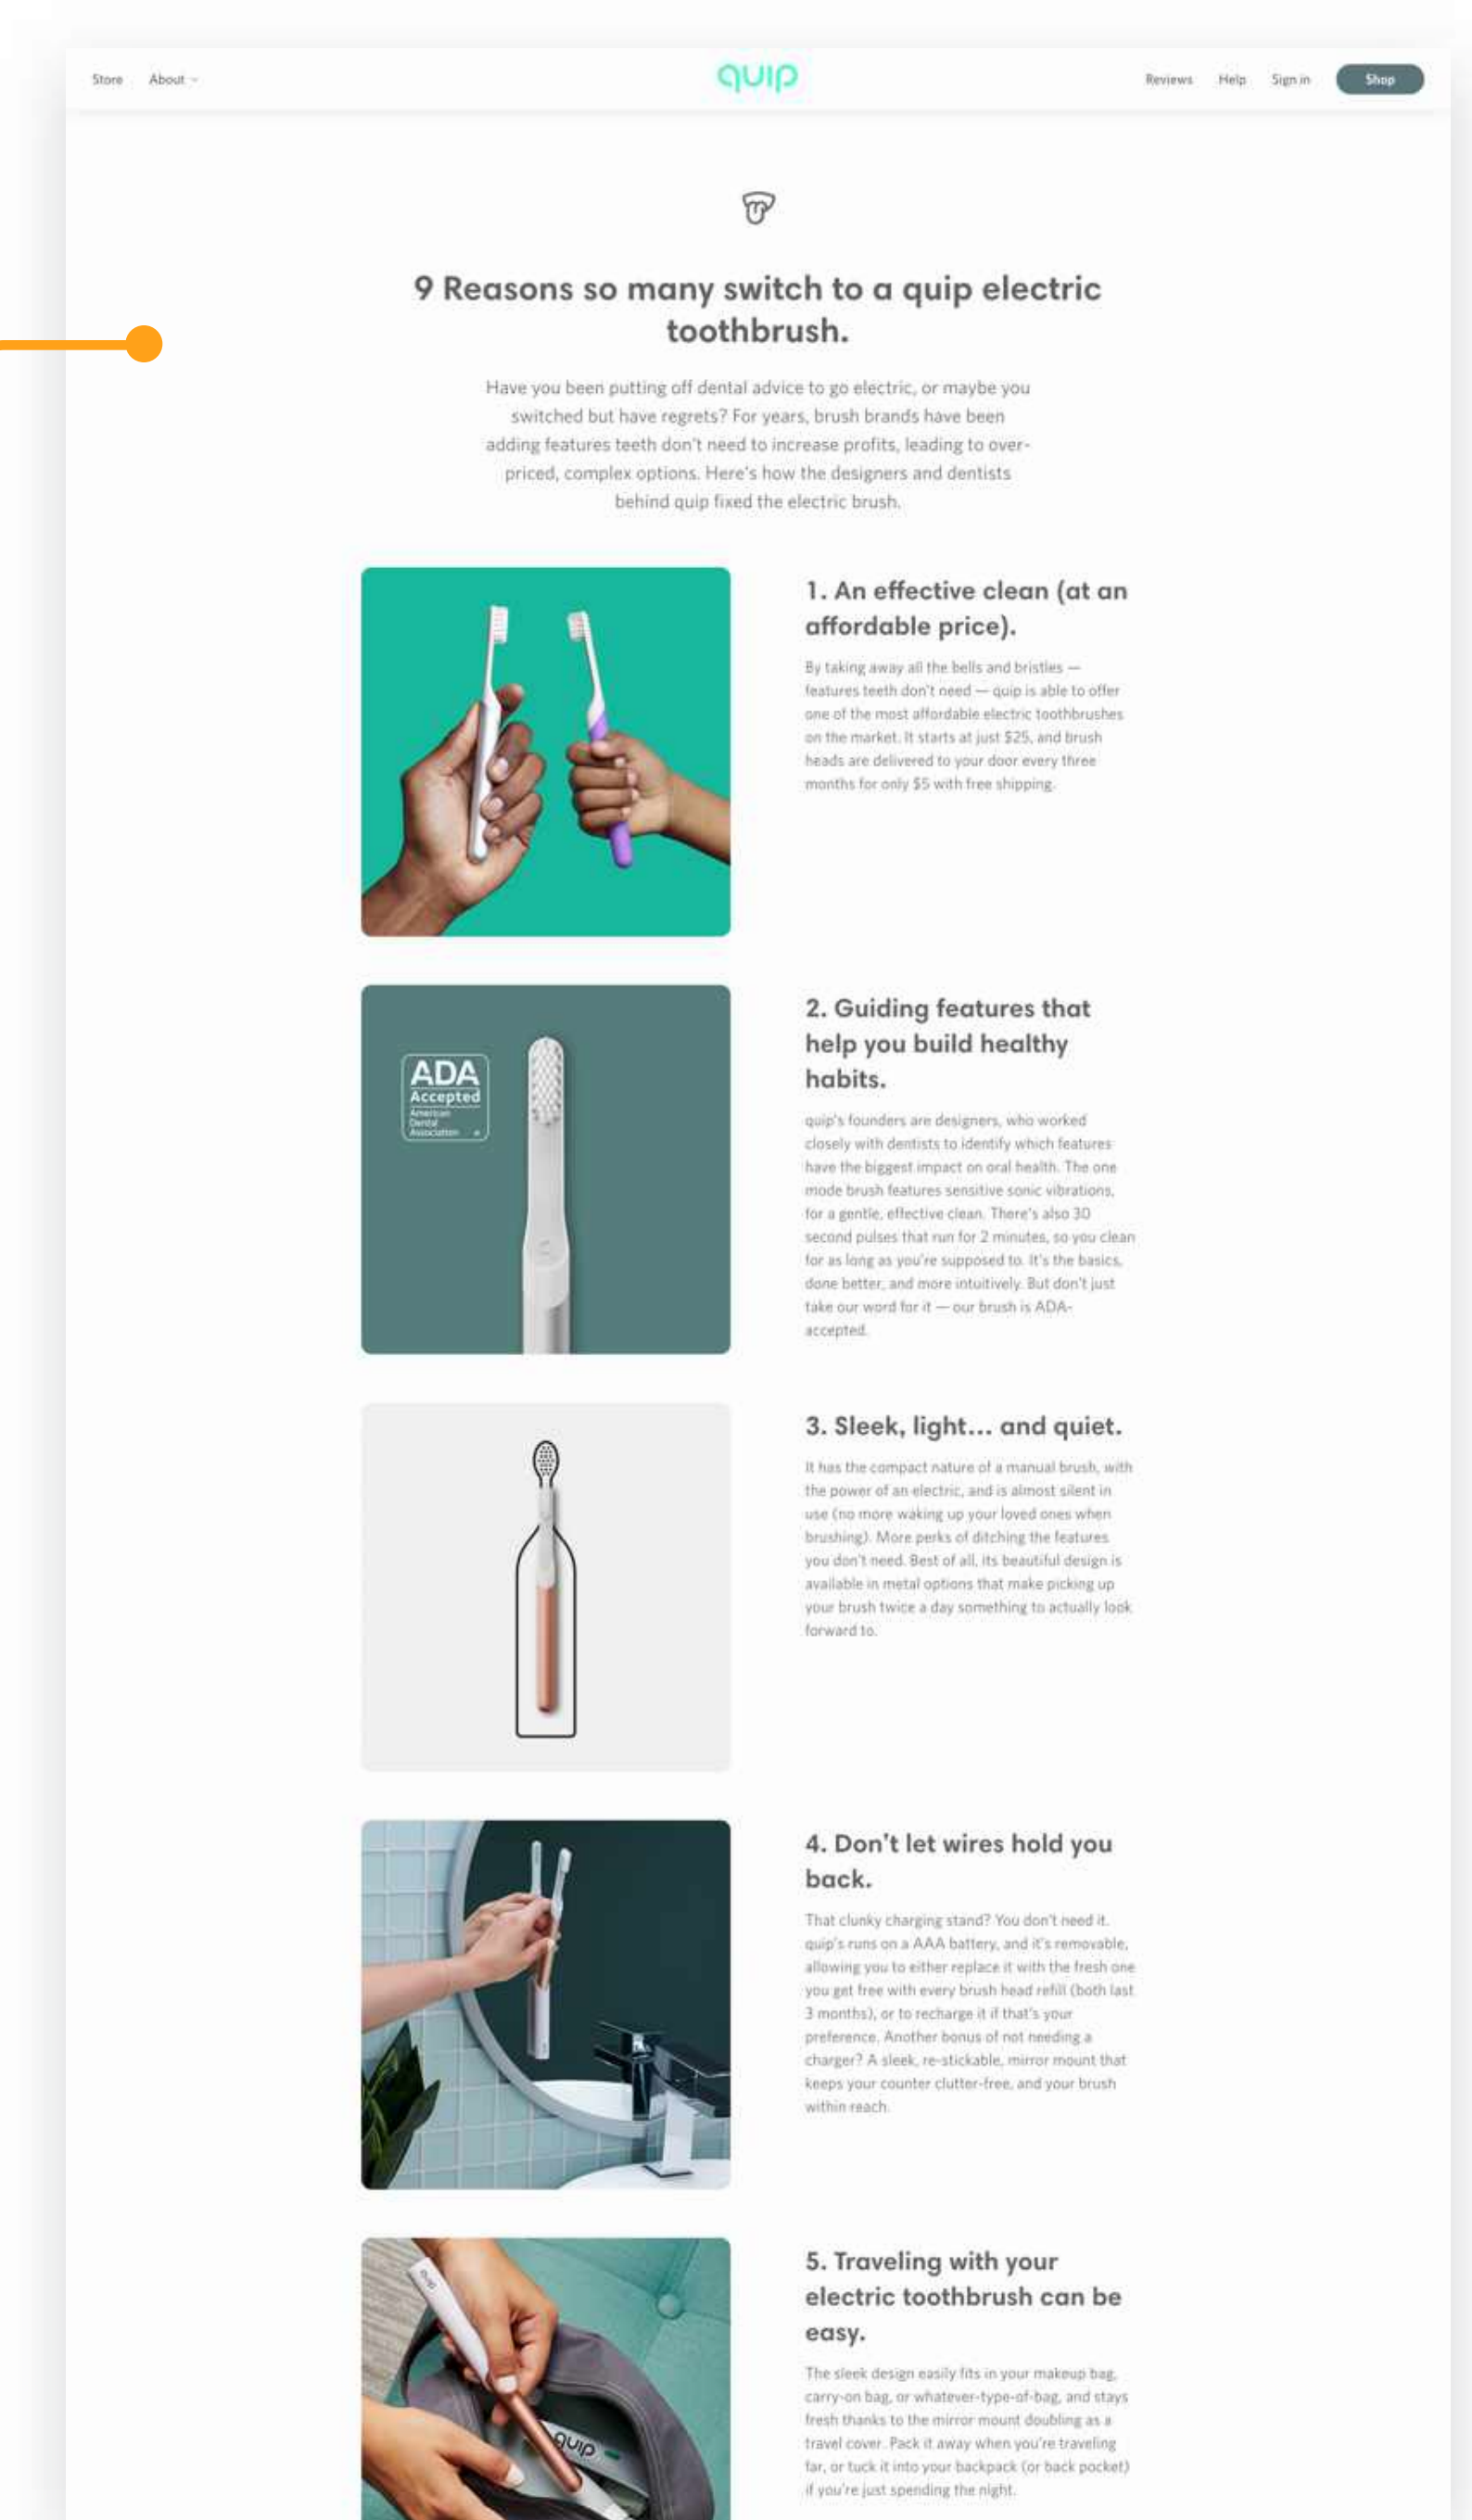 Store About
quip
Reviews Help Sign in Shop
9 Reasons so many switch to a quip electric
toothbrush.
Have you been putting off dental advice to go electric, or maybe you
switched but have regrets? For years, brush brands have been
adding features teeth don't need to increase profits, leading to over-
priced, complex options. Here's how the designers and dentists
behind quip fixed the electric brush.
1. An effective clean (at an
affordable price).
By taking away all the bells and bristles —
features teeth don't need — quip is able to offer
one of the most affordable electric toothbrushes
on the market. It starts at just $25, and brush
heads are delivered to your door every three
months for only $5 with free shipping.
ADA
Accepted
American
Dental
Association ®
2. Guiding features that
help you build healthy
habits.
quip's founders are designers, who worked
closely with dentists to identify which features
have the biggest impact on oral health. The one
mode brush features sensitive sonic vibrations,
for a gentle, effective clean. There's also 30
second pulses that run for 2 minutes, so you clean
for as long as you're supposed to. It's the basics,
done better, and more intuitively. But don't just
take our word for it — our brush is ADA-
accepted.
3. Sleek, light... and quiet.
It has the compact nature of a manual brush, with
the power of an electric, and is almost silent in
use (no more waking up your loved ones when
brushing). More perks of ditching the features
you don't need. Best of all, its beautiful design is
available in metal options that make picking up
your brush twice a day something to actually look
forward to.
4. Don't let wires hold you
back.
That clunky charging stand? You don't need it.
quip's runs on a AAA battery, and it's removable,
allowing you to either replace it with the fresh one
you get free with every brush head refill (both last
3 months), or to recharge it if that's your
preference. Another bonus of not needing a
charger? A sleek, re-stickable, mirror mount that
keeps your counter clutter-free, and your brush
within reach.
quip
quip
5. Traveling with your
electric toothbrush can be
easy.
The sleek design easily fits in your makeup bag,
carry-on bag, or whatever-type-of-bag, and stays
fresh thanks to the mirror mount doubling as a
travel cover. Pack it away when you're traveling
far, or tuck it into your backpack (or back pocket)
if you're just spending the night.